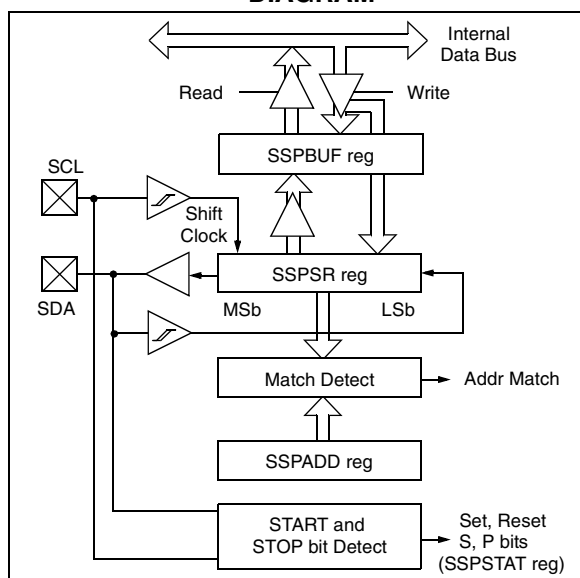 DIAGRAM
Internal
Data Bus
Read
Write
SSPBUF reg
SCL
Shift
Clock
SSPSR reg
SDA
MSb
LSb
Match Detect
Addr Match
SSPADD reg
START and
STOP bit Detect
Set, Reset
S, P bits
(SSPSTAT reg)